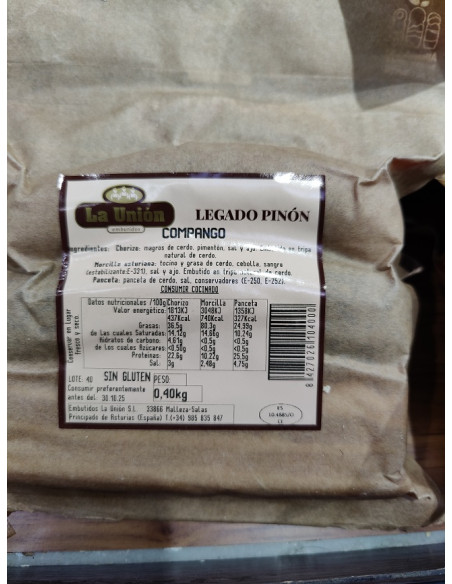 La Unión
embutidos
LEGADO PINÓN
COMPANGO
Ingredientes: Chorizo: magros de cerdo, pimentón, sal y ajo. Embutido en tripa
natural de cerdo.
Morcilla asturiana: tocino y grasa de cerdo, cebolla, sangre
(estabilizante:E-321), sal y ajo. Embutido en tripa natural de cerdo.
Panceta: panceta de cerdo, sal, conservadores (E-250, E-252).
CONSUMIR COCINADO
Conservar en lugar
fresco y seco
Datos nutricionales /100g Chorizo Morcilla Panceta
Valor energético: 1813KJ 3048KJ 1358KJ
437Kcal 740Kcal 327Kcal
Grasas: 36,5g 80,3g 24,99g
de las cuales Saturadas: 14,12g 14,66g 10,24g
Hidratos de carbono: 4,61g <0,5g <0,5g
de los cuales Azúcares: <0,50g <0,5g <0,5g
Proteínas: 22,6g 10,22g 25,5g
Sal: 3g 2,48g 4,75g
LOTE: 40 SIN GLUTEN PESO
Consumir preferentemente
antes del: 30.10.25
0,40kg
Embutidos La Unión S.L. 33866 Malleza-Salas
Principado de Asturias (España) T.(+34) 985 835 847
ES
CE